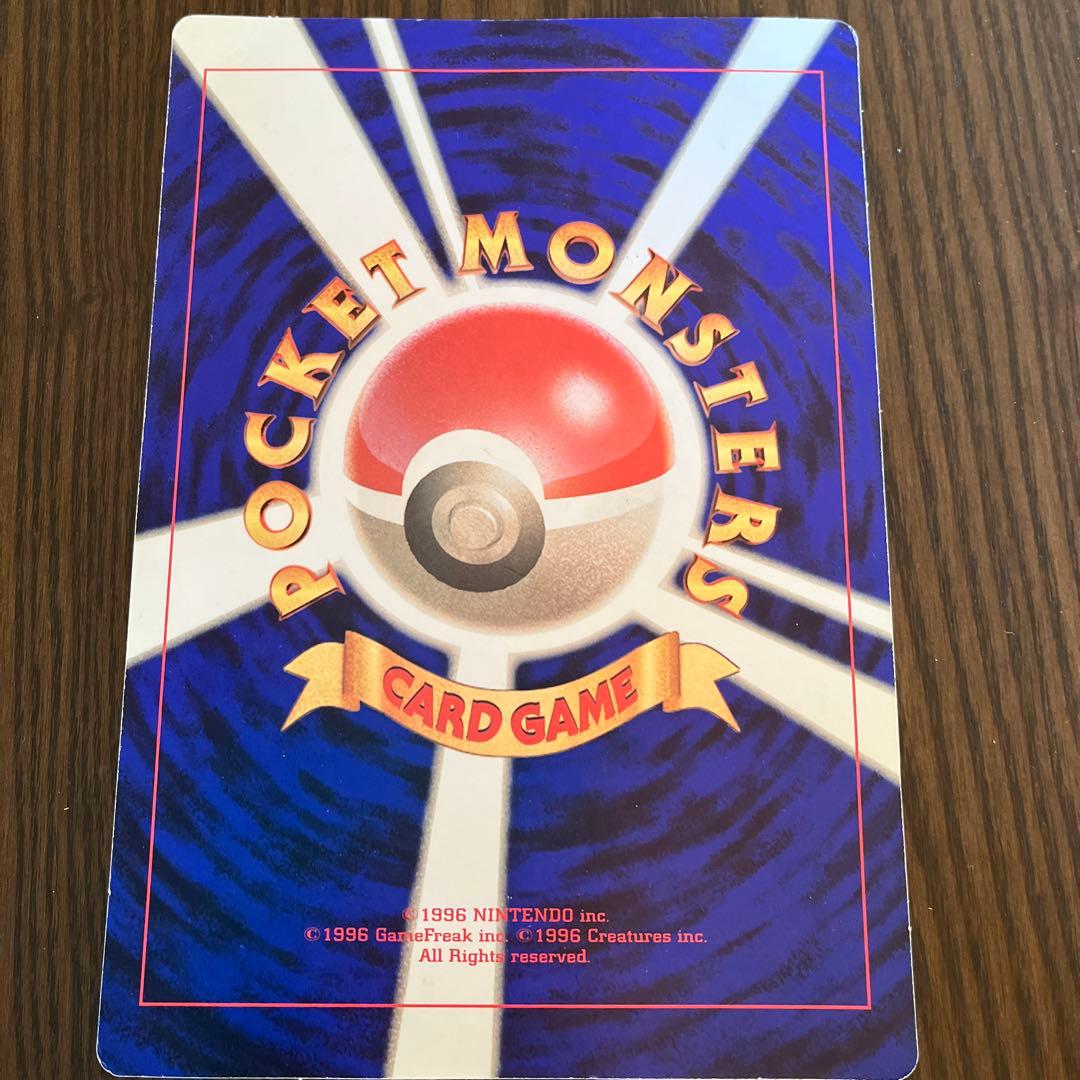 POCKET MONSTERS
CARD GAME
©1996 NINTENDO inc.
©1996 GameFreak inc. ©1996 Creatures inc.
All Rights reserved.